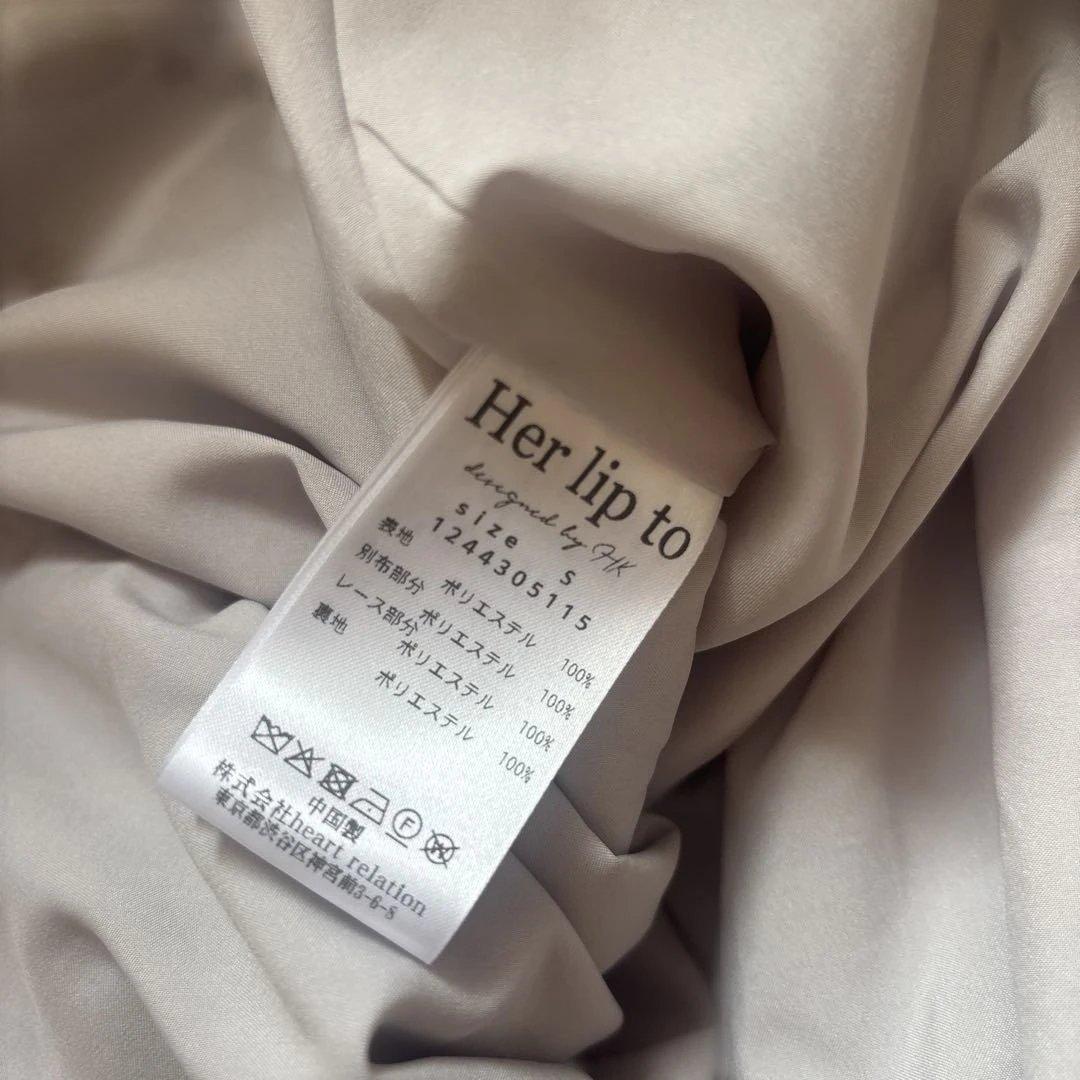 Her lip to
designed by HK
size S
1244305115
表地 ポリエステル 100%
別布部分 ポリエステル 100%
レース部分 ポリエステル 100%
裏地 ポリエステル 100%
F W
中国製
株式会社heart relation
東京都渋谷区神宮前3-6-8